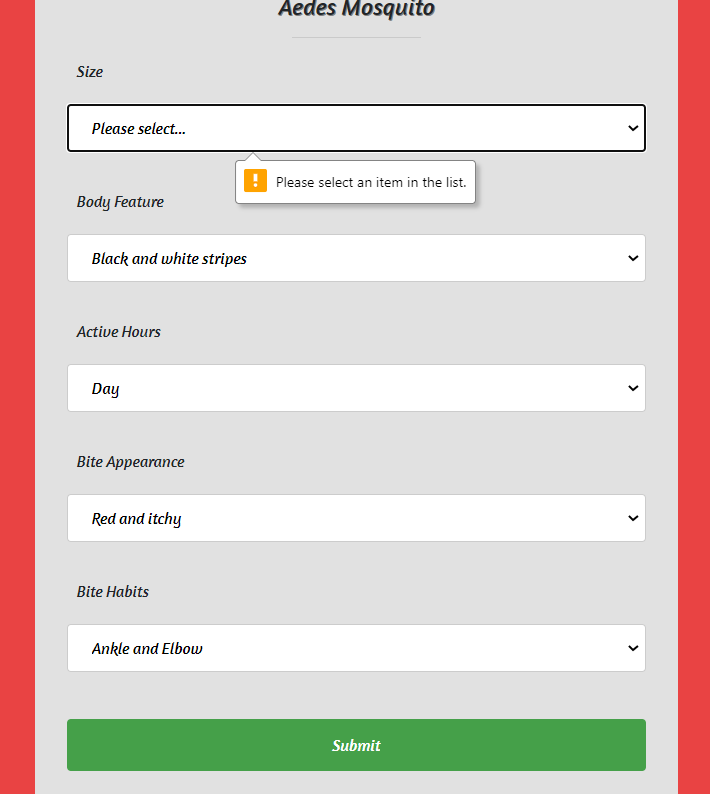 Aedes Mosquito
Size
Please select...
Please select an item in the list.
Body Feature
Black and white stripes
Active Hours
Day
Bite Appearance
Red and itchy
Bite Habits
Ankle and Elbow
Submit